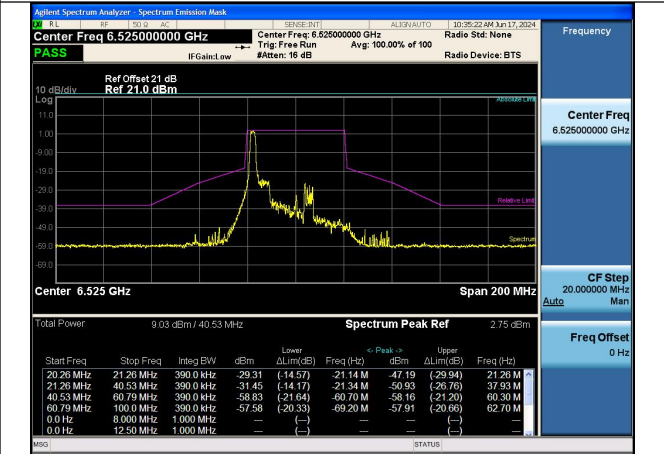 Agilent Spectrum Analyzer - Spectrum Emission Mask
RL RF 50 Ω AC SENSE:INT ALIGN AUTO 10:35:22 AM Jun 17, 2024
Center Freq 6.525000000 GHz Center Freq: 6.525000000 GHz Radio Std: None Frequency
Trig: Free Run Avg: 100.00% of 100
PASS IFGain:Low #Atten: 16 dB Radio Device: BTS
Ref Offset 21 dB
10 dB/div Ref 21.0 dBm
Log
Absolute Limit
11.0
1.00
-9.00
-19.0
-29.0
-39.0
-49.0
-59.0
-69.0
Relative Limit
Spectrum
Center 6.525 GHz Span 200 MHz
Total Power 9.03 dBm / 40.53 MHz Spectrum Peak Ref 2.75 dBm
Lower <- Peak -> Upper
Start Freq Stop Freq Integ BW dBm ΔLim(dB) Freq (Hz) dBm ΔLim(dB) Freq (Hz)
20.26 MHz 21.26 MHz 390.0 kHz -29.31 (-14.57) -21.14 M -47.19 (-29.94) 21.26 M
21.26 MHz 40.53 MHz 390.0 kHz -31.45 (-14.17) -21.34 M -50.93 (-26.76) 37.93 M
40.53 MHz 60.79 MHz 390.0 kHz -58.83 (-21.64) -60.70 M -58.16 (-21.20) 60.30 M
60.79 MHz 100.0 MHz 390.0 kHz -57.58 (-20.33) -69.20 M -57.91 (-20.66) 62.70 M
0.0 Hz 8.000 MHz 1.000 MHz --- (---) --- --- (---) ---
0.0 Hz 12.50 MHz 1.000 MHz --- (---) --- --- (---) ---
MSG STATUS
Center Freq
6.525000000 GHz
CF Step
20.000000 MHz
Auto Man
Freq Offset
0 Hz